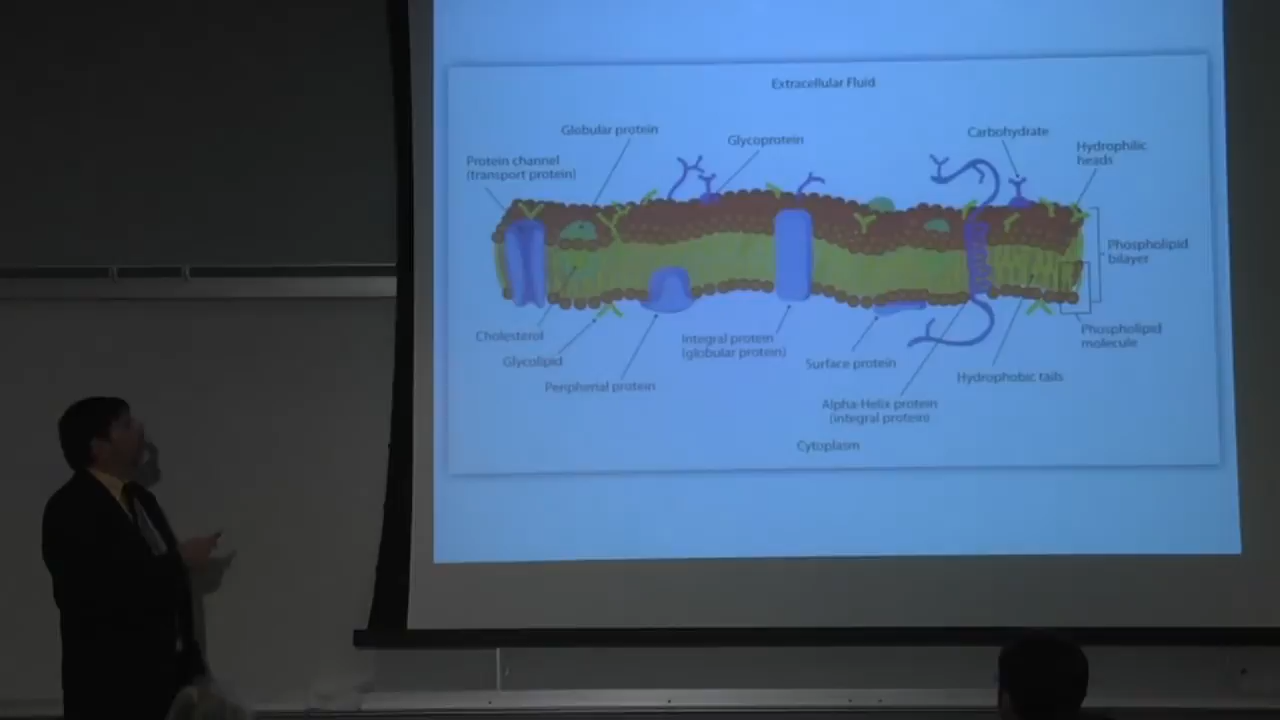 Extracellular Fluid
Globular protein
Glycoprotein
Carbohydrate
Hydrophilic
heads
Protein channel
(transport protein)
Phospholipid
bilayer
Cholesterol
Glycolipid
Peripherial protein
Integral protein
(globular protein)
Surface protein
Alpha-Helix protein
(integral protein)
Hydrophobic tails
Phospholipid
molecule
Cytoplasm